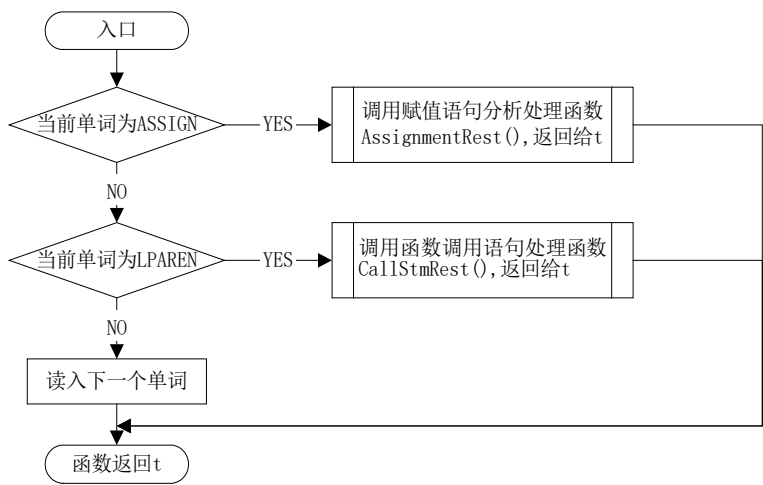 入口
当前单词为ASSIGN
YES
调用赋值语句分析处理函数
AssignmentRest(),返回给t
NO
当前单词为LPAREN
YES
调用函数调用语句处理函数
CallStmRest(),返回给t
NO
读入下一个单词
函数返回t